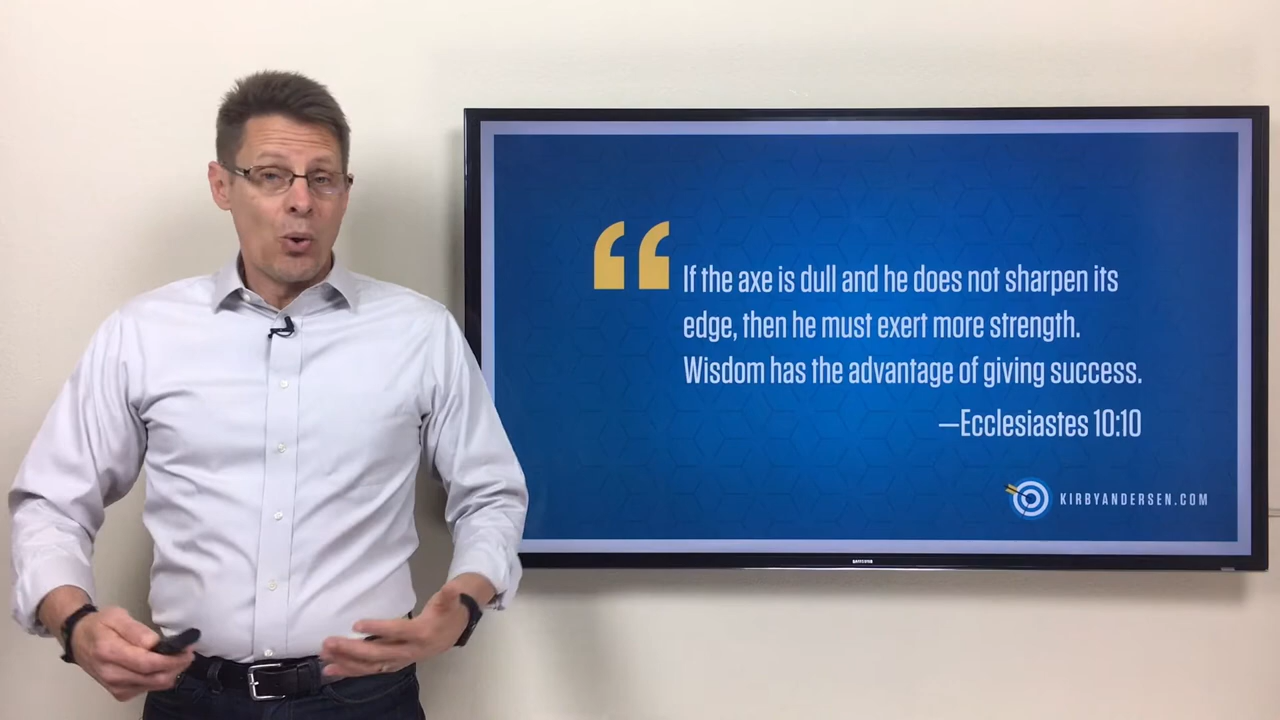 “If the axe is dull and he does not sharpen its
edge, then he must exert more strength.
Wisdom has the advantage of giving success.
—Ecclesiastes 10:10
KIRBYANDERSEN.COM
SAMSUNG